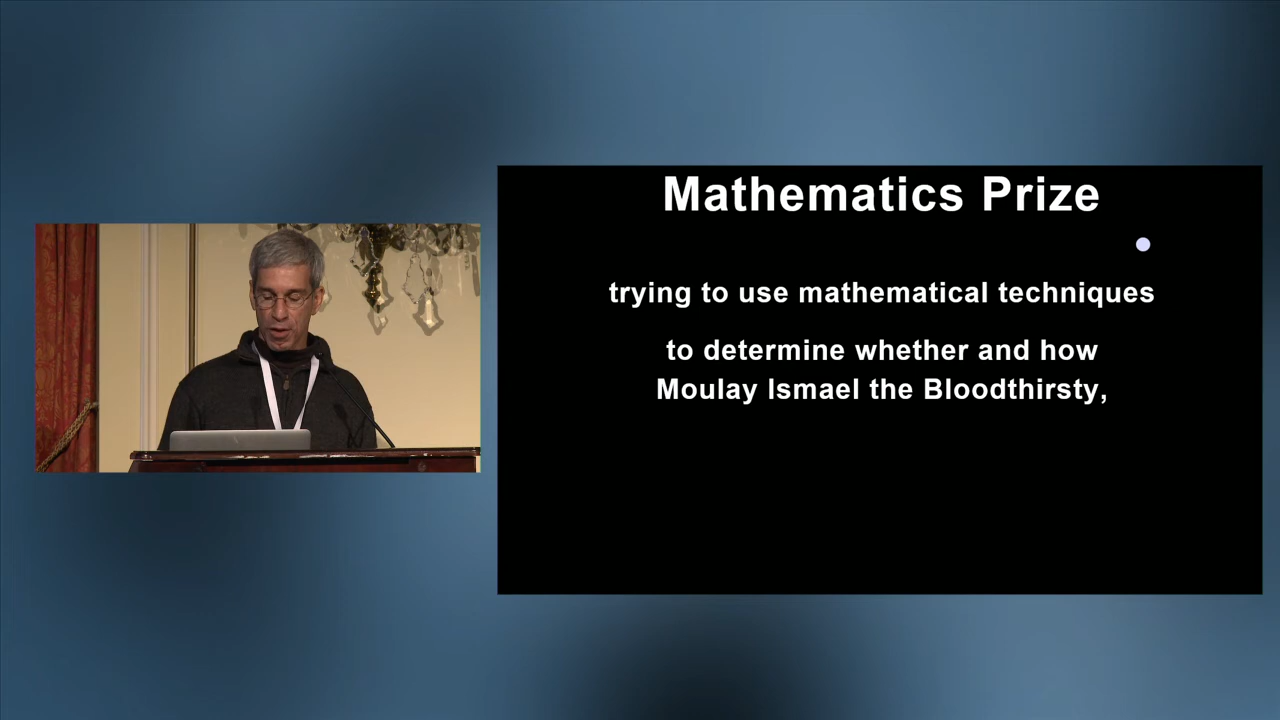 Mathematics Prize
trying to use mathematical techniques
to determine whether and how
Moulay Ismael the Bloodthirsty,